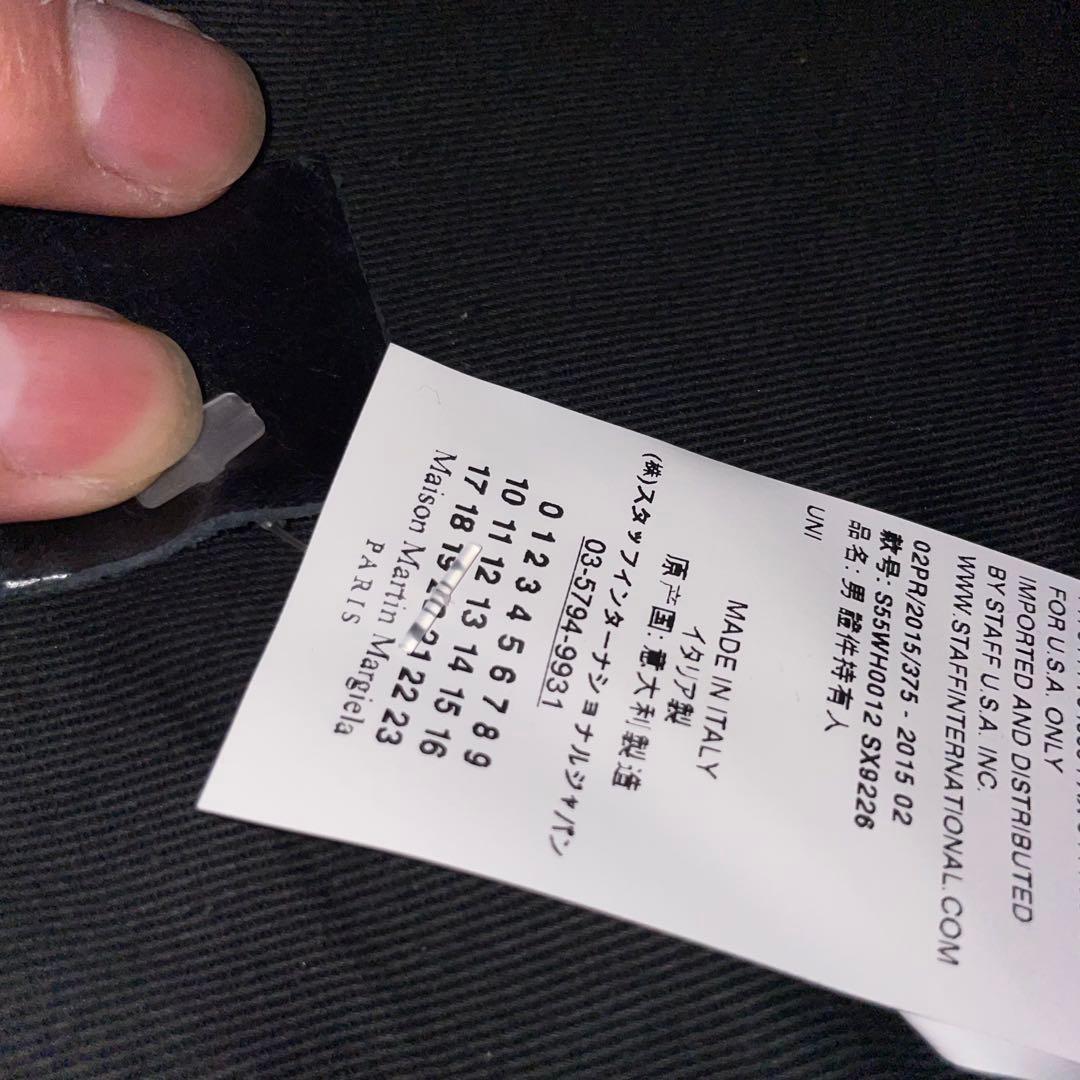 FOR U.S.A. ONLY
IMPORTED AND DISTRIBUTED
BY STAFF U.S.A. INC.
WWW.STAFFINTERNATIONAL.COM
02PR/2015/375 - 2015 02
款号: S55WH0012 SX9226
品名: 男 證件持有人
UNI
MADE IN ITALY
イタリア製
原产国: 意大利製造
(株)スタッフインターナショナルジャパン
03-5794-9931
0 1 2 3 4 5 6 7 8 9
10 11 12 13 14 15 16
17 18 19 20 21 22 23
Maison Martin Margiela
PARIS